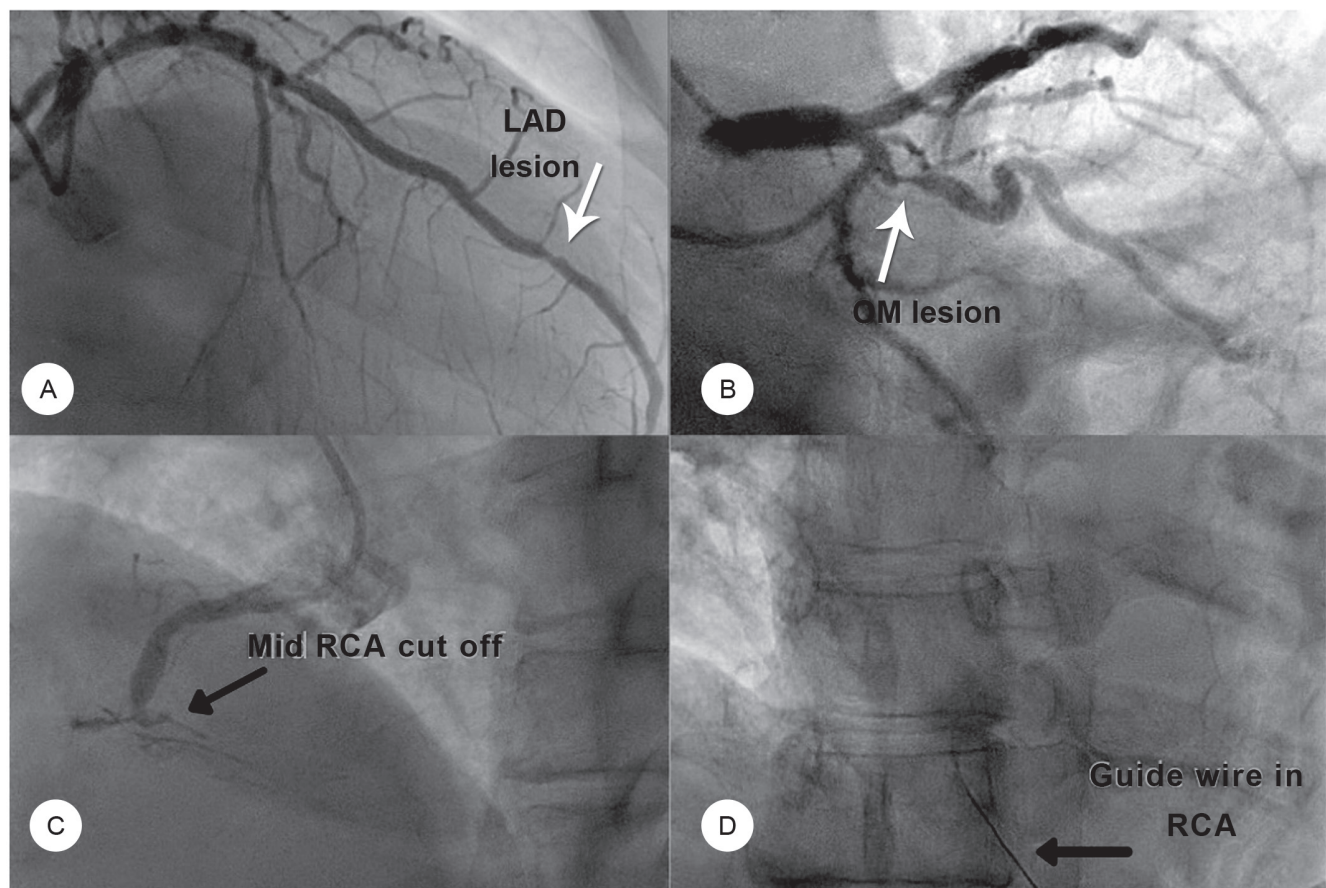 LAD
lesion
A
OM lesion
B
Mid RCA cut off
C
Guide wire in
RCA
D